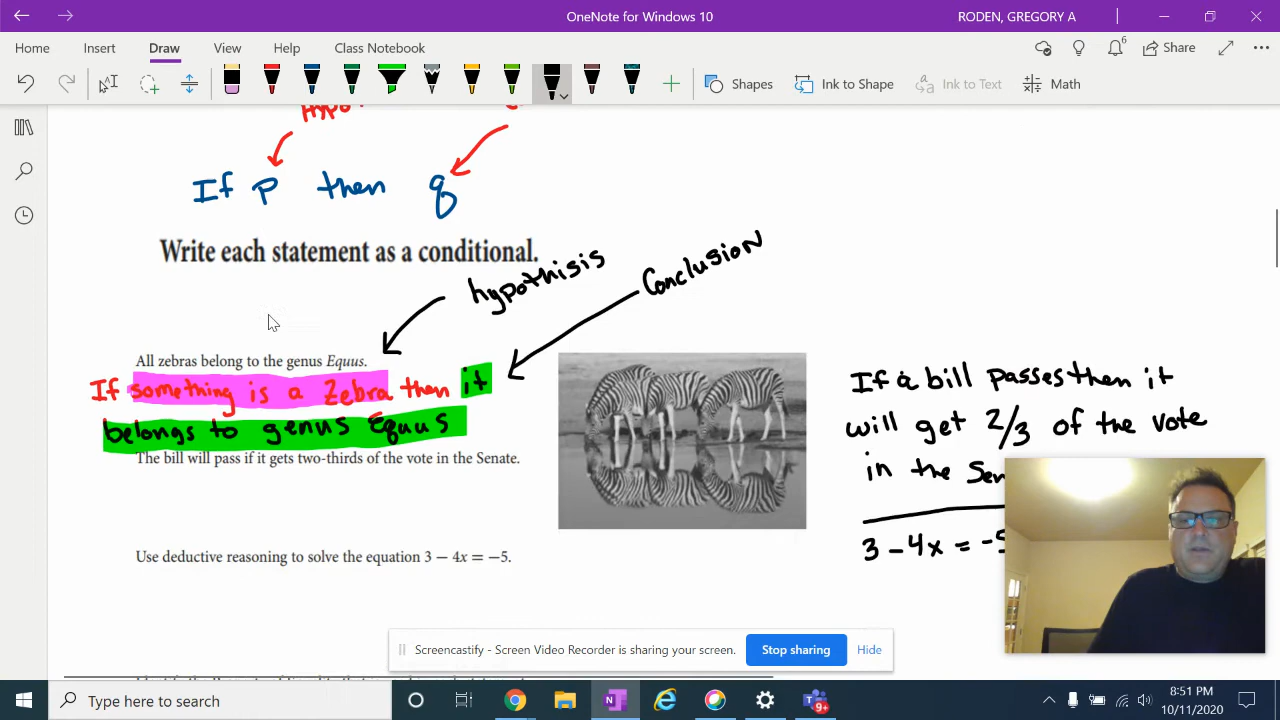 OneNote for Windows 10
RODEN, GREGORY A
Home Insert Draw View Help Class Notebook
6
Share
Shapes
Ink to Shape
Ink to Text
Math
If p then q
Write each statement as a conditional.
hypothisis
Conclusion
All zebras belong to the genus Equus.
If something is a Zebra then it
belongs to genus Equus
The bill will pass if it gets two-thirds of the vote in the Senate.
Use deductive reasoning to solve the equation 3 − 4x = −5.
If a bill passes then it
will get 2/3 of the vote
in the Sen
3 - 4x = -5
Screencastify - Screen Video Recorder is sharing your screen.
Stop sharing
Hide
Type here to search
9+
8:51 PM
10/11/2020